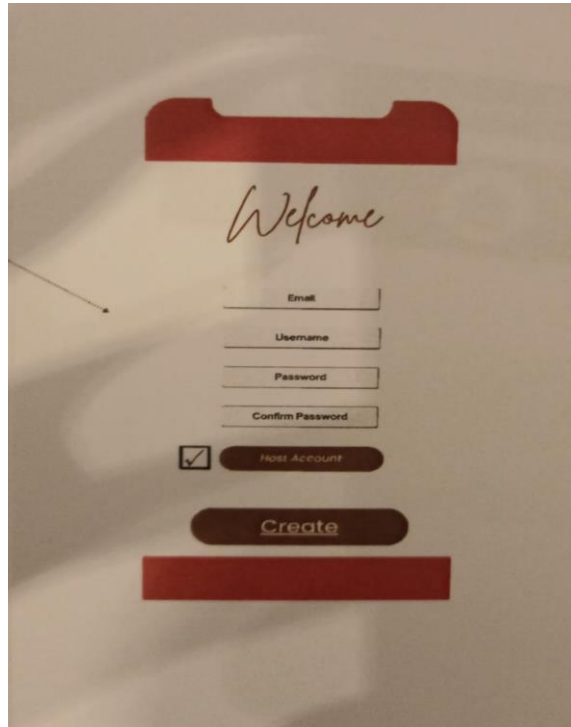 Welcome
Email
Username
Password
Confirm Password
Host Account
Create